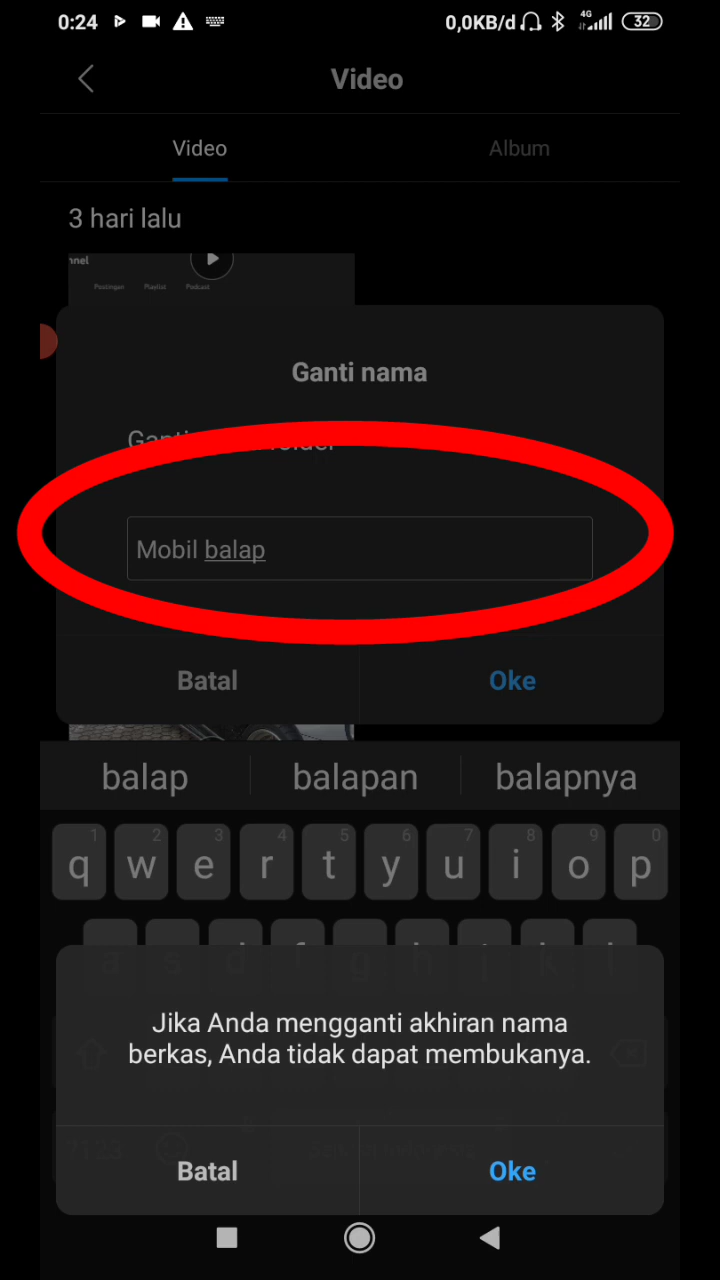 0:24
0,0KB/d
4G
32
Video
Video
Album
3 hari lalu
nnel
Postingan
Playlist
Podcast
Ganti nama
Mobil balap
Batal
Oke
balap
balapan
balapnya
1 2 3 4 5 6 7 8 9 0
q w e r t y u i o p
a s d f g h j k l
Jika Anda mengganti akhiran nama
berkas, Anda tidak dapat membukanya.
?123
Batal
Oke